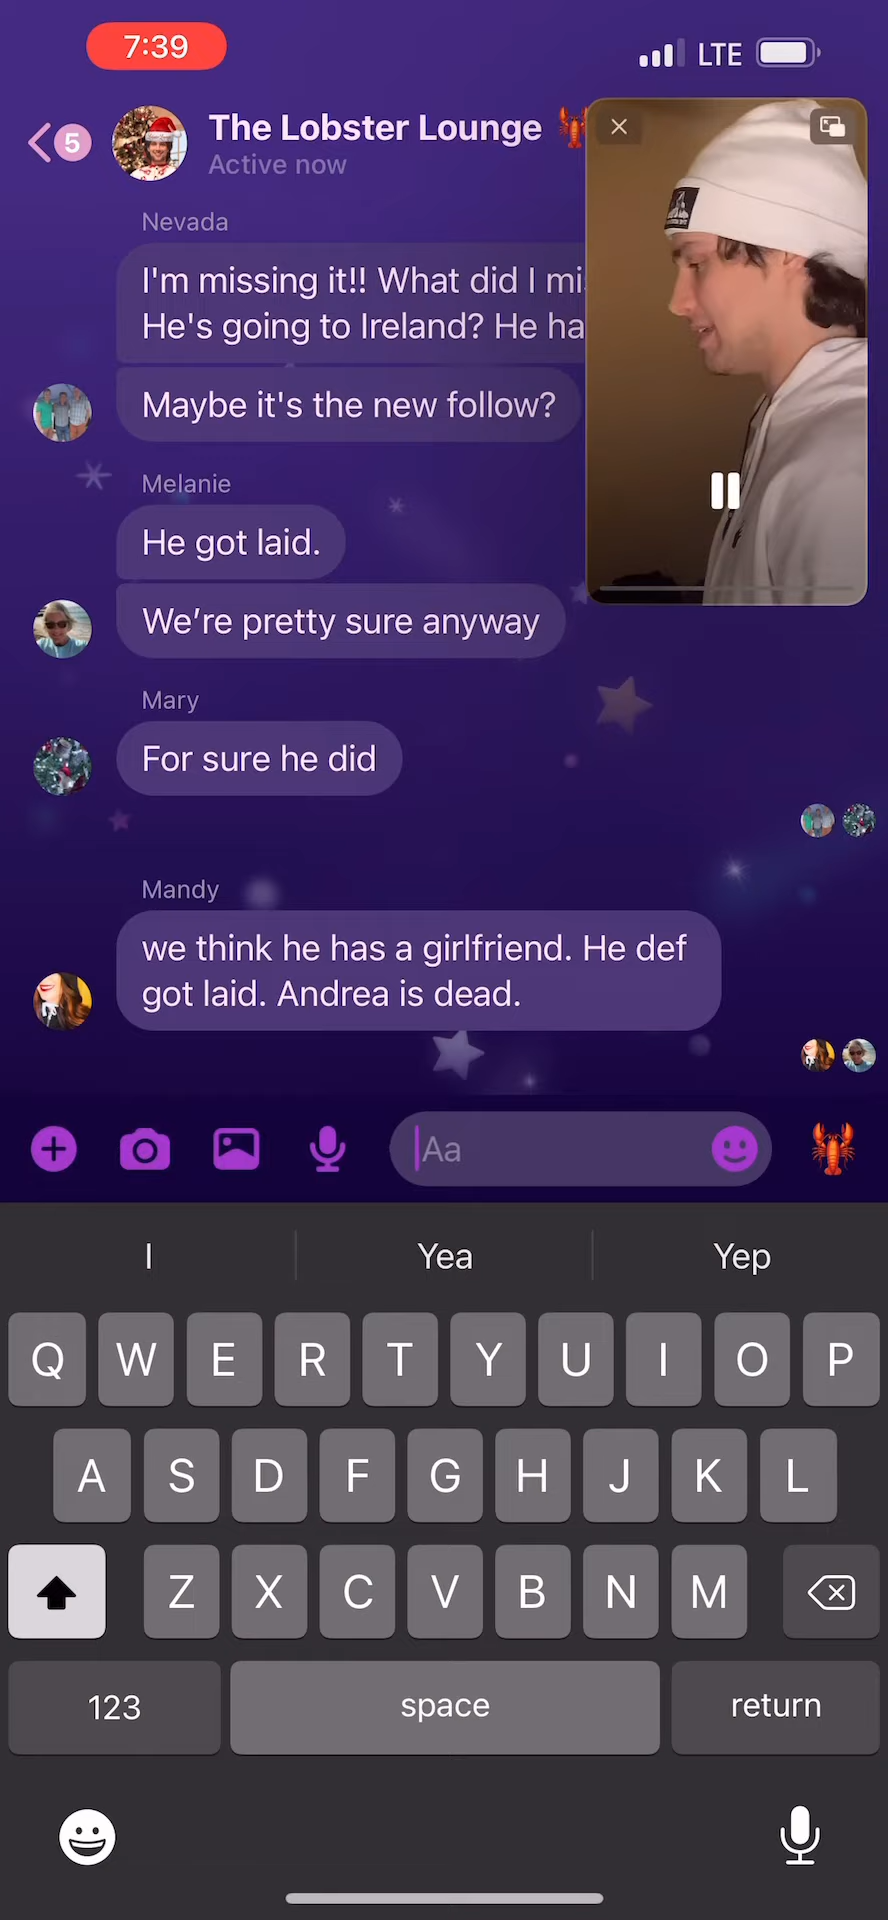 7:39
LTE
5
The Lobster Lounge 🦞
Active now
Nevada
I'm missing it!! What did I
He's going to Ireland? He
Maybe it's the new follow?
Melanie
He got laid.
We’re pretty sure anyway
Mary
For sure he did
Mandy
we think he has a girlfriend. He def
got laid. Andrea is dead.
Aa
I Yea Yep
Q W E R T Y U I O P
A S D F G H J K L
Z X C V B N M
123 space return